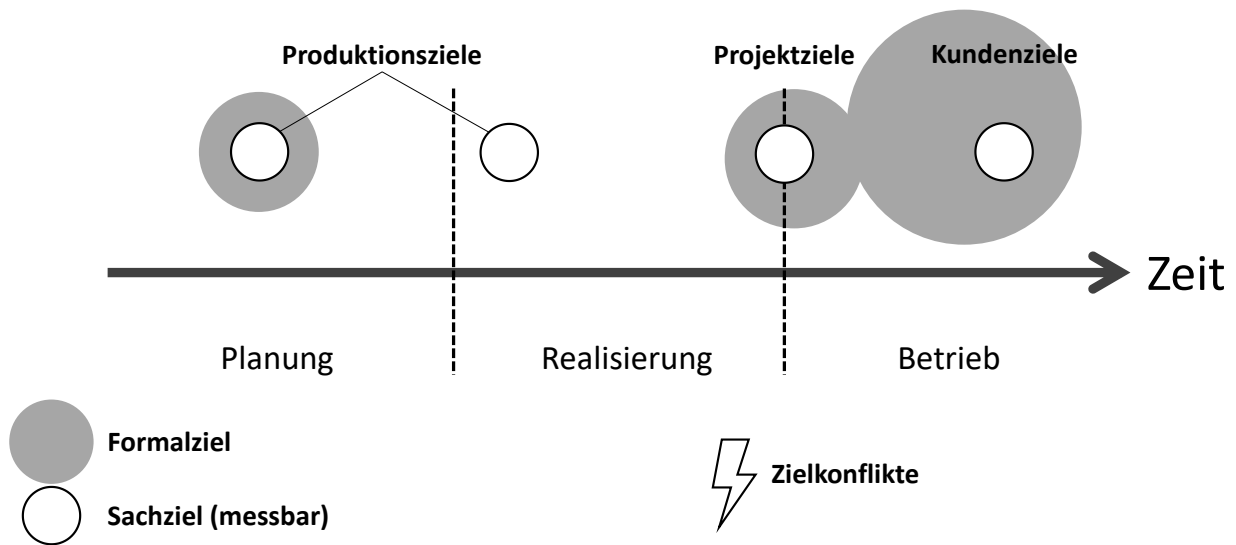 Produktionsziele
Projektziele
Kundenziele
Zeit
Planung
Realisierung
Betrieb
Formalziel
Zielkonflikte
Sachziel (messbar)